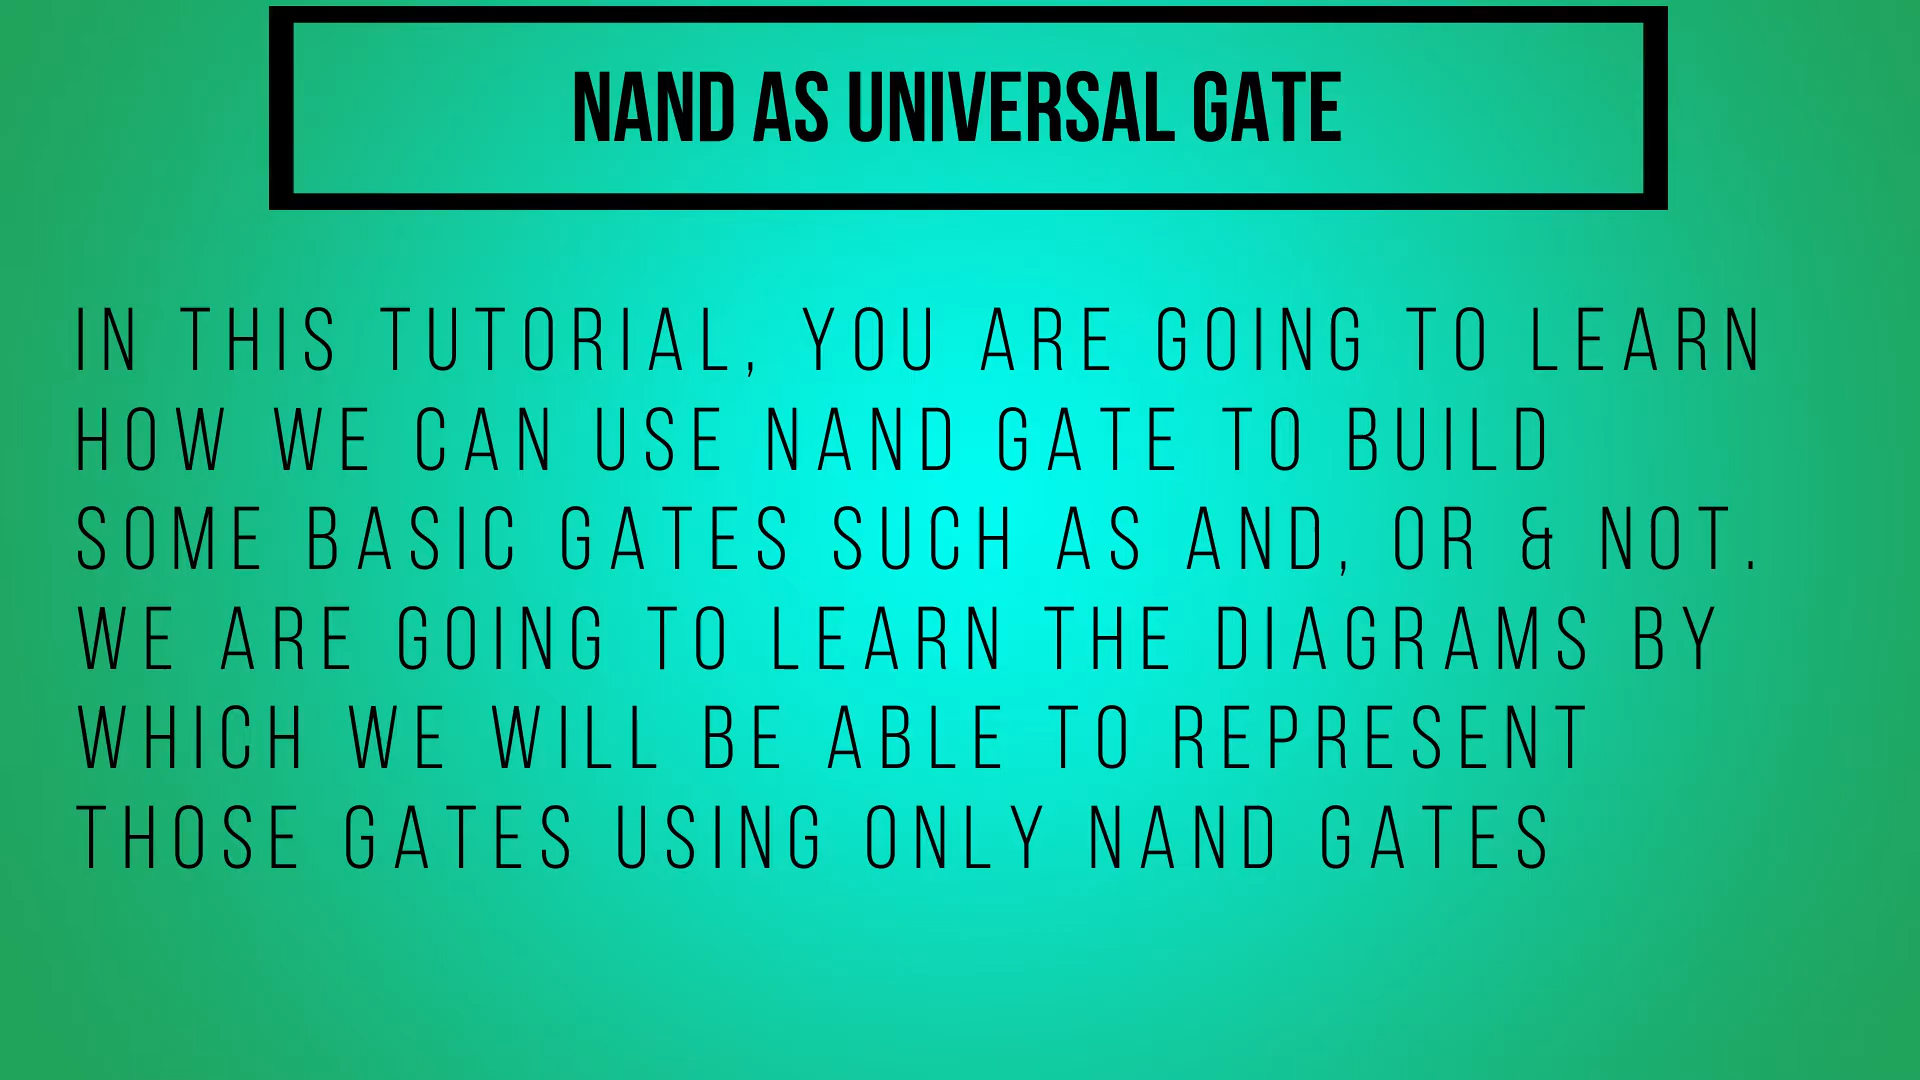 NAND AS UNIVERSAL GATE
IN THIS TUTORIAL, YOU ARE GOING TO LEARN
HOW WE CAN USE NAND GATE TO BUILD
SOME BASIC GATES SUCH AS AND, OR & NOT.
WE ARE GOING TO LEARN THE DIAGRAMS BY
WHICH WE WILL BE ABLE TO REPRESENT
THOSE GATES USING ONLY NAND GATES